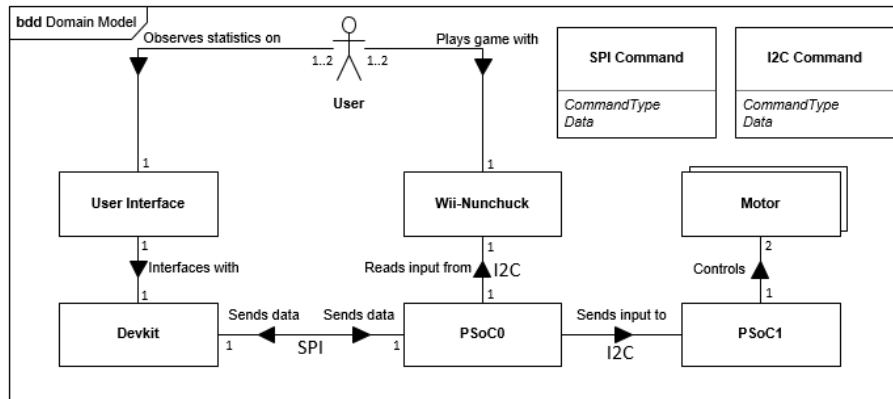 bdd Domain Model
Observes statistics on
Plays game with
1..2
1..2
User
SPI Command
CommandType
Data
I2C Command
CommandType
Data
1
1
User Interface
Wii-Nunchuck
Motor
1
1
2
Interfaces with
Reads input from
I2C
Controls
1
1
1
Devkit
Sends data
Sends data
1
SPI
1
PSoC0
Sends input to
I2C
PSoC1